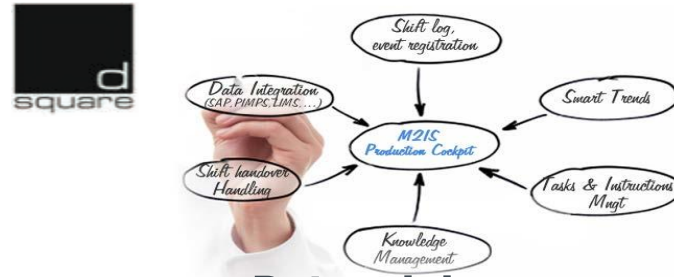 d
square
Shift log,
event registration
Data Integration
(SAP, PIMPS, LIMS, ...)
Smart Trends
M2IS
Production Cockpit
Shift handover
Handling
Tasks & Instructions
Mngt
Knowledge
Management